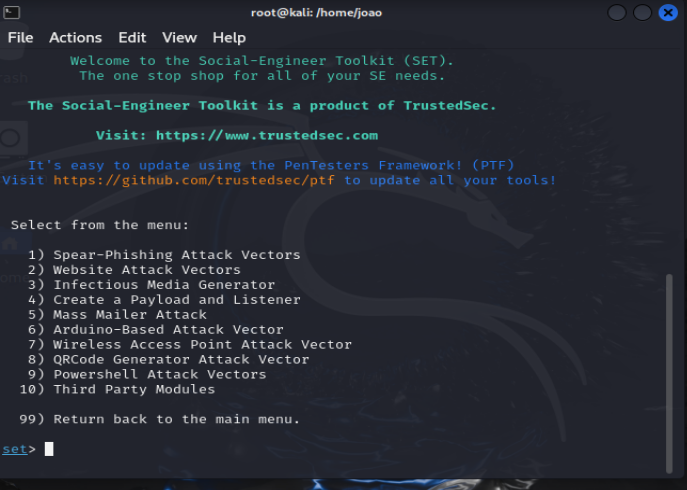 root@kali: /home/joao
File Actions Edit View Help
Welcome to the Social-Engineer Toolkit (SET).
The one stop shop for all of your SE needs.
The Social-Engineer Toolkit is a product of TrustedSec.
Visit: https://www.trustedsec.com
It's easy to update using the PenTesters Framework! (PTF)
Visit https://github.com/trustedsec/ptf to update all your tools!
Select from the menu:
1) Spear-Phishing Attack Vectors
2) Website Attack Vectors
3) Infectious Media Generator
4) Create a Payload and Listener
5) Mass Mailer Attack
6) Arduino-Based Attack Vector
7) Wireless Access Point Attack Vector
8) QRCode Generator Attack Vector
9) Powershell Attack Vectors
10) Third Party Modules
99) Return back to the main menu.
set>